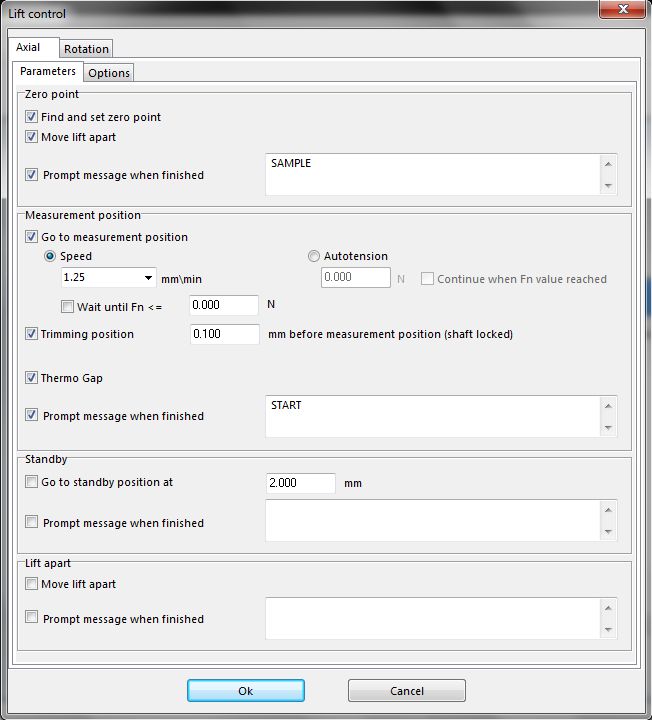 Lift control
Axial Rotation
Parameters Options
Zero point
Find and set zero point
Move lift apart
Prompt message when finished SAMPLE
Measurement position
Go to measurement position
Speed Autotension
1.25 mm\min 0.000 N Continue when Fn value reached
Wait until Fn <= 0.000 N
Trimming position 0.100 mm before measurement position (shaft locked)
Thermo Gap
Prompt message when finished START
Standby
Go to standby position at 2.000 mm
Prompt message when finished
Lift apart
Move lift apart
Prompt message when finished
Ok Cancel